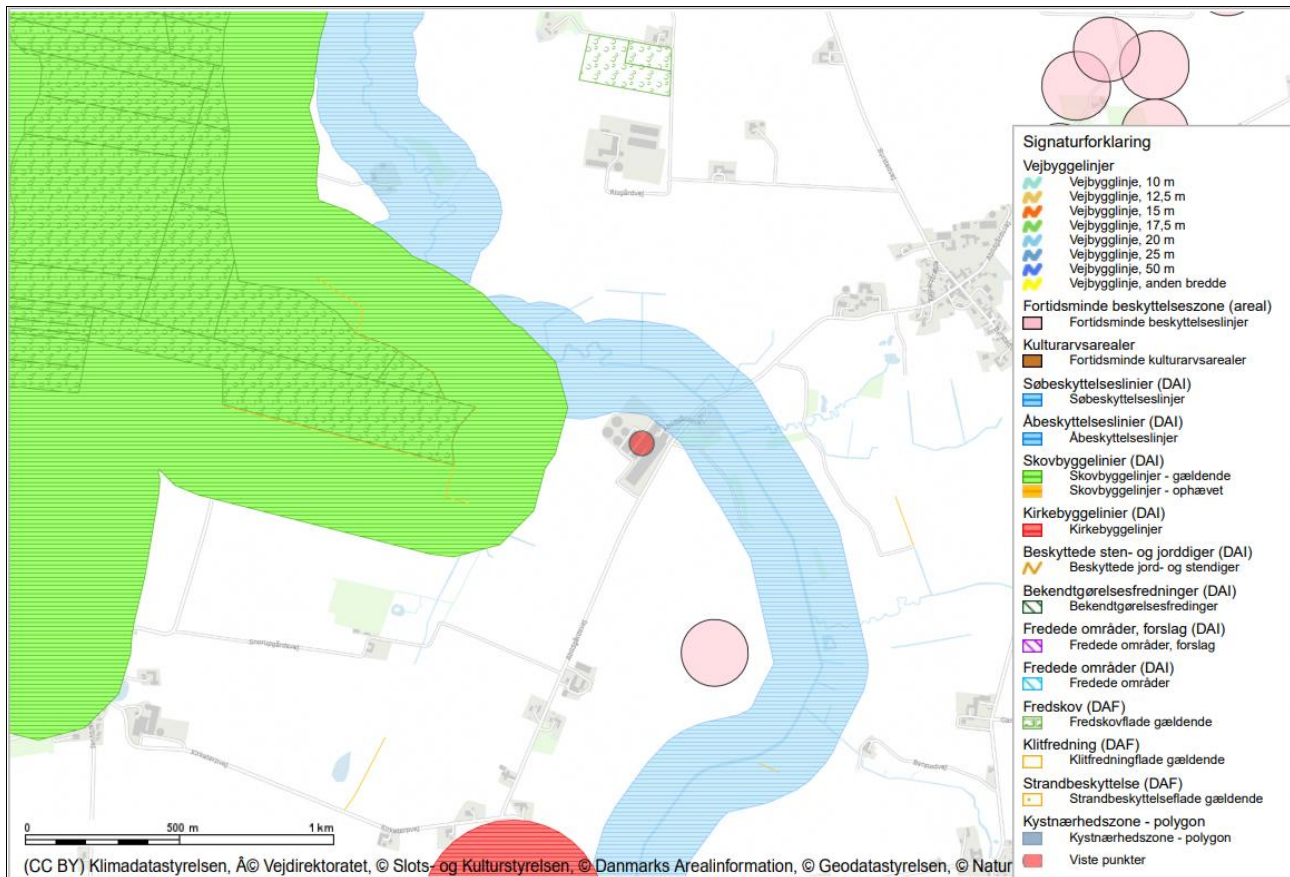 Risgårdvej
Signaturforklaring
Vejbyggelinjer
Vejbygglinje, 10 m
Vejbygglinje, 12,5 m
Vejbygglinje, 15 m
Vejbygglinje, 17,5 m
Vejbygglinje, 20 m
Vejbygglinje, 25 m
Vejbygglinje, 50 m
Vejbygglinje, anden bredde
Fortidsminde beskyttelseszone (areal)
Fortidsminde beskyttelseslinjer
Kulturarvsarealer
Fortidsminde kulturarvsarealer
Søbeskyttelseslinier (DAI)
Søbeskyttelseslinjer
Åbeskyttelseslinier (DAI)
Åbeskyttelseslinjer
Skovbyggelinier (DAI)
Skovbyggelinjer - gældende
Skovbyggelinjer - ophævet
Kirkebyggelinier (DAI)
Kirkebyggelinjer
Beskyttede sten- og jorddiger (DAI)
Beskyttede jord- og stendiger
Bekendtgørelsesfredninger (DAI)
Bekendtgørelsesfredinger
Fredede områder, forslag (DAI)
Fredede områder, forslag
Fredede områder (DAI)
Fredede områder
Fredskov (DAF)
Fredskovflade gældende
Klitfredning (DAF)
Klitfredningflade gældende
Strandbeskyttelse (DAF)
Strandbeskyttelseflade gældende
Kystnærhedszone - polygon
Kystnærhedszone - polygon
Viste punkter
0 500 m 1 km
(CC BY) Klimadatastyrelsen, Â© Vejdirektoratet, © Slots- og Kulturstyrelsen, © Danmarks Arealinformation, © Geodatastyrelsen, © Natur